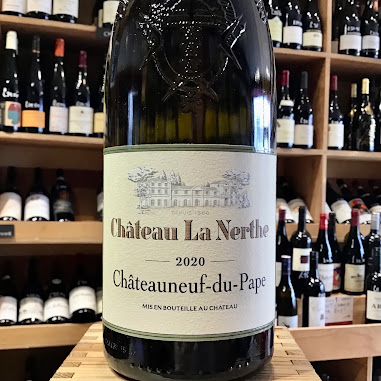 Château La Nerthe
2020
Châteauneuf-du-Pape
MIS EN BOUTEILLE AU CHATEAU